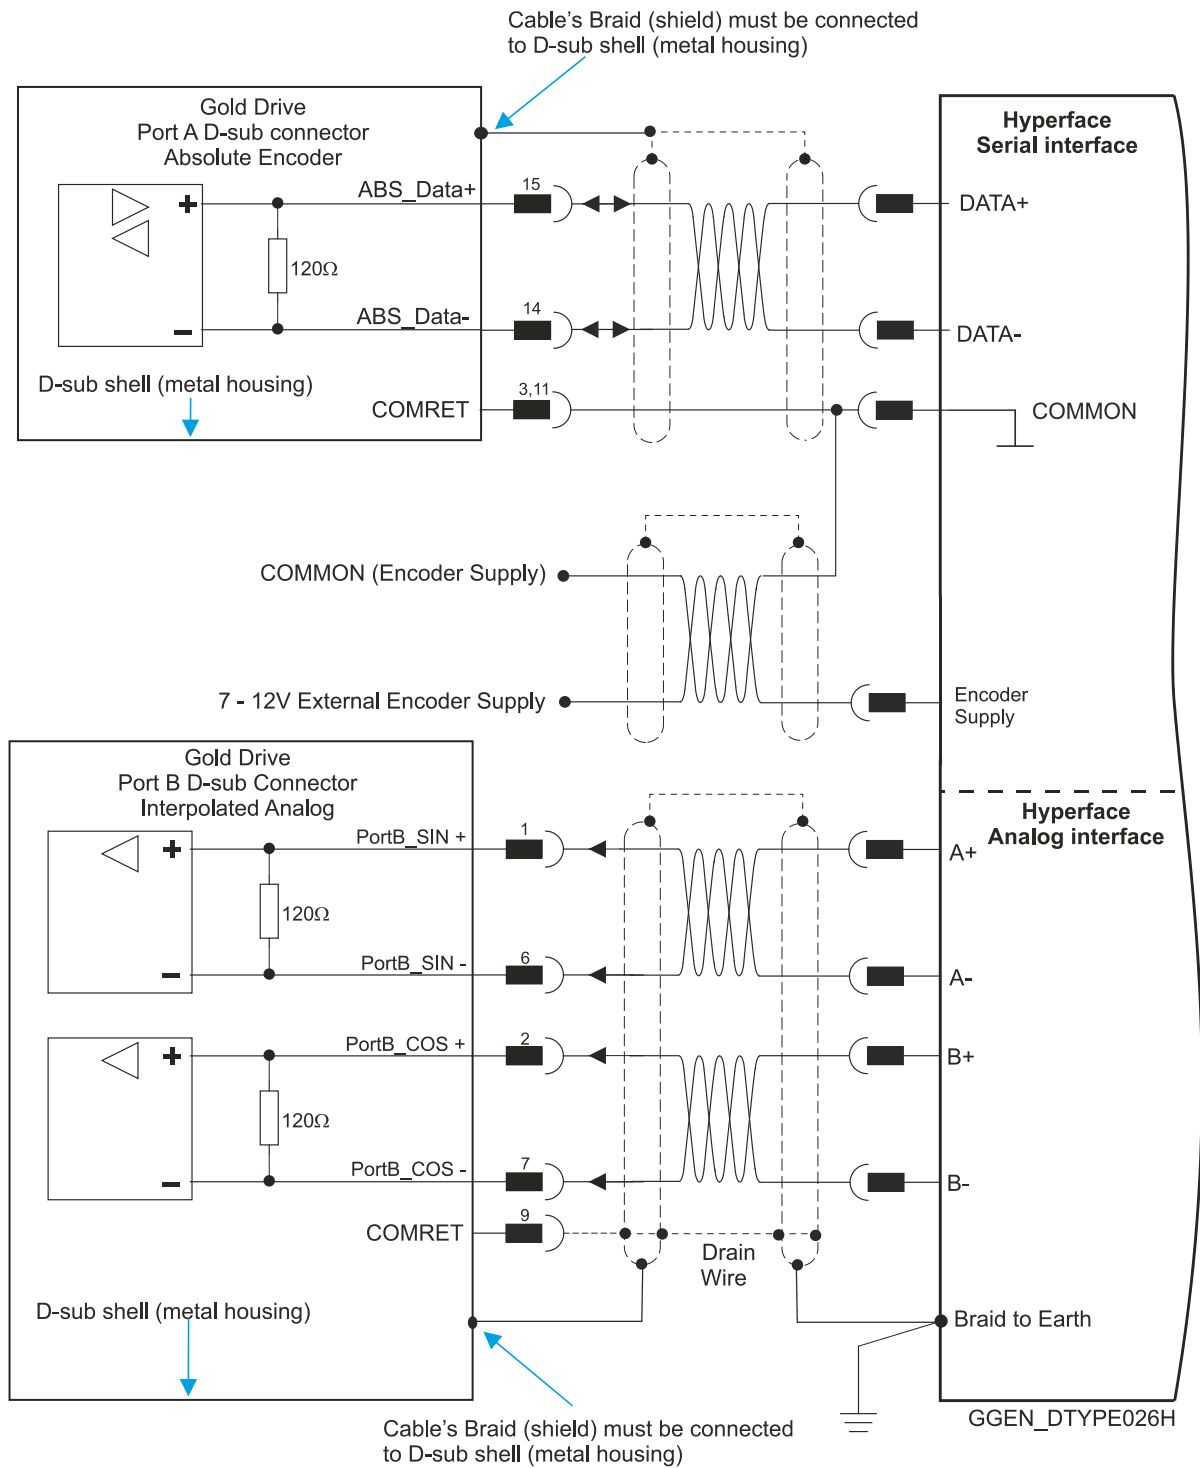 Cable's Braid (shield) must be connected
to D-sub shell (metal housing)
Gold Drive
Port A D-sub connector
Absolute Encoder
Hyperface
Serial interface
ABS_Data+
15
DATA+
120Ω
ABS_Data-
14
DATA-
D-sub shell (metal housing)
COMRET
3,11
COMMON
COMMON (Encoder Supply)
7 - 12V External Encoder Supply
Encoder
Supply
Gold Drive
Port B D-sub Connector
Interpolated Analog
Hyperface
Analog interface
PortB_SIN +
1
A+
120Ω
PortB_SIN -
6
A-
PortB_COS +
2
B+
120Ω
PortB_COS -
7
B-
COMRET
9
Drain
Wire
D-sub shell (metal housing)
Braid to Earth
GGEN_DTYPE026H
Cable's Braid (shield) must be connected
to D-sub shell (metal housing)